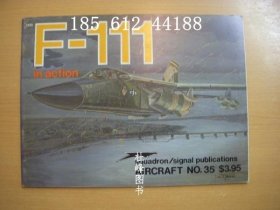 185 612 44188
F-111
in action
squadron/signal publications
AIRCRAFT NO. 35 $3.95